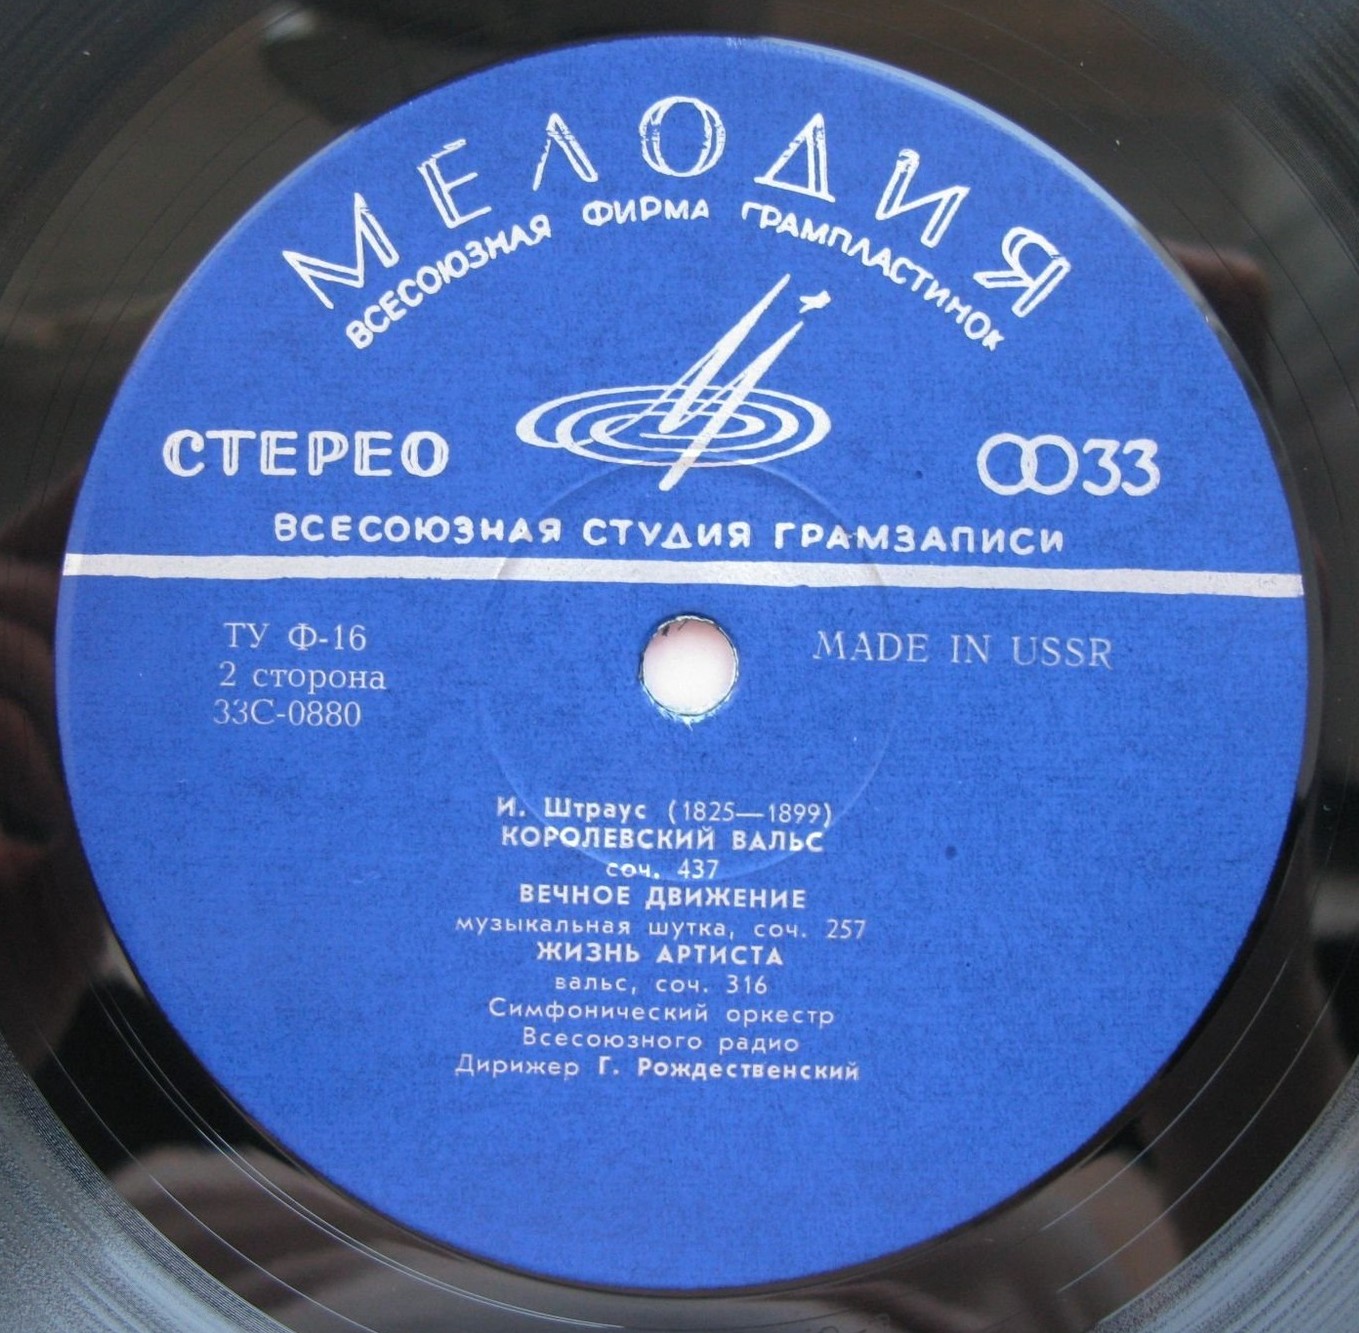 МЕЛОДИЯ
ВСЕСОЮЗНАЯ ФИРМА ГРАМПЛАСТИНОК
СТЕРЕО
33
ВСЕСОЮЗНАЯ СТУДИЯ ГРАМЗАПИСИ
ТУ Ф-16
2 сторона
33С-0880
MADE IN USSR
И. Штраус (1825—1899)
КОРОЛЕВСКИЙ ВАЛЬС
соч. 437
ВЕЧНОЕ ДВИЖЕНИЕ
музыкальная шутка, соч. 257
ЖИЗНЬ АРТИСТА
вальс, соч. 316
Симфонический оркестр
Всесоюзного радио
Дирижер Г. Рождественский